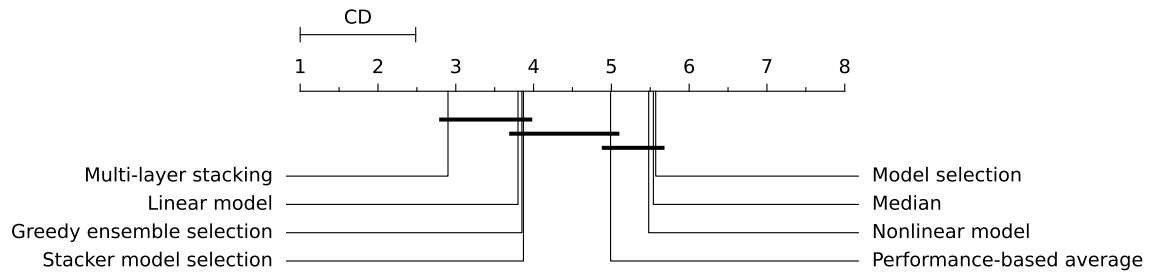 CD
1 2 3 4 5 6 7 8
Multi-layer stacking
Model selection
Linear model
Median
Greedy ensemble selection
Nonlinear model
Stacker model selection
Performance-based average